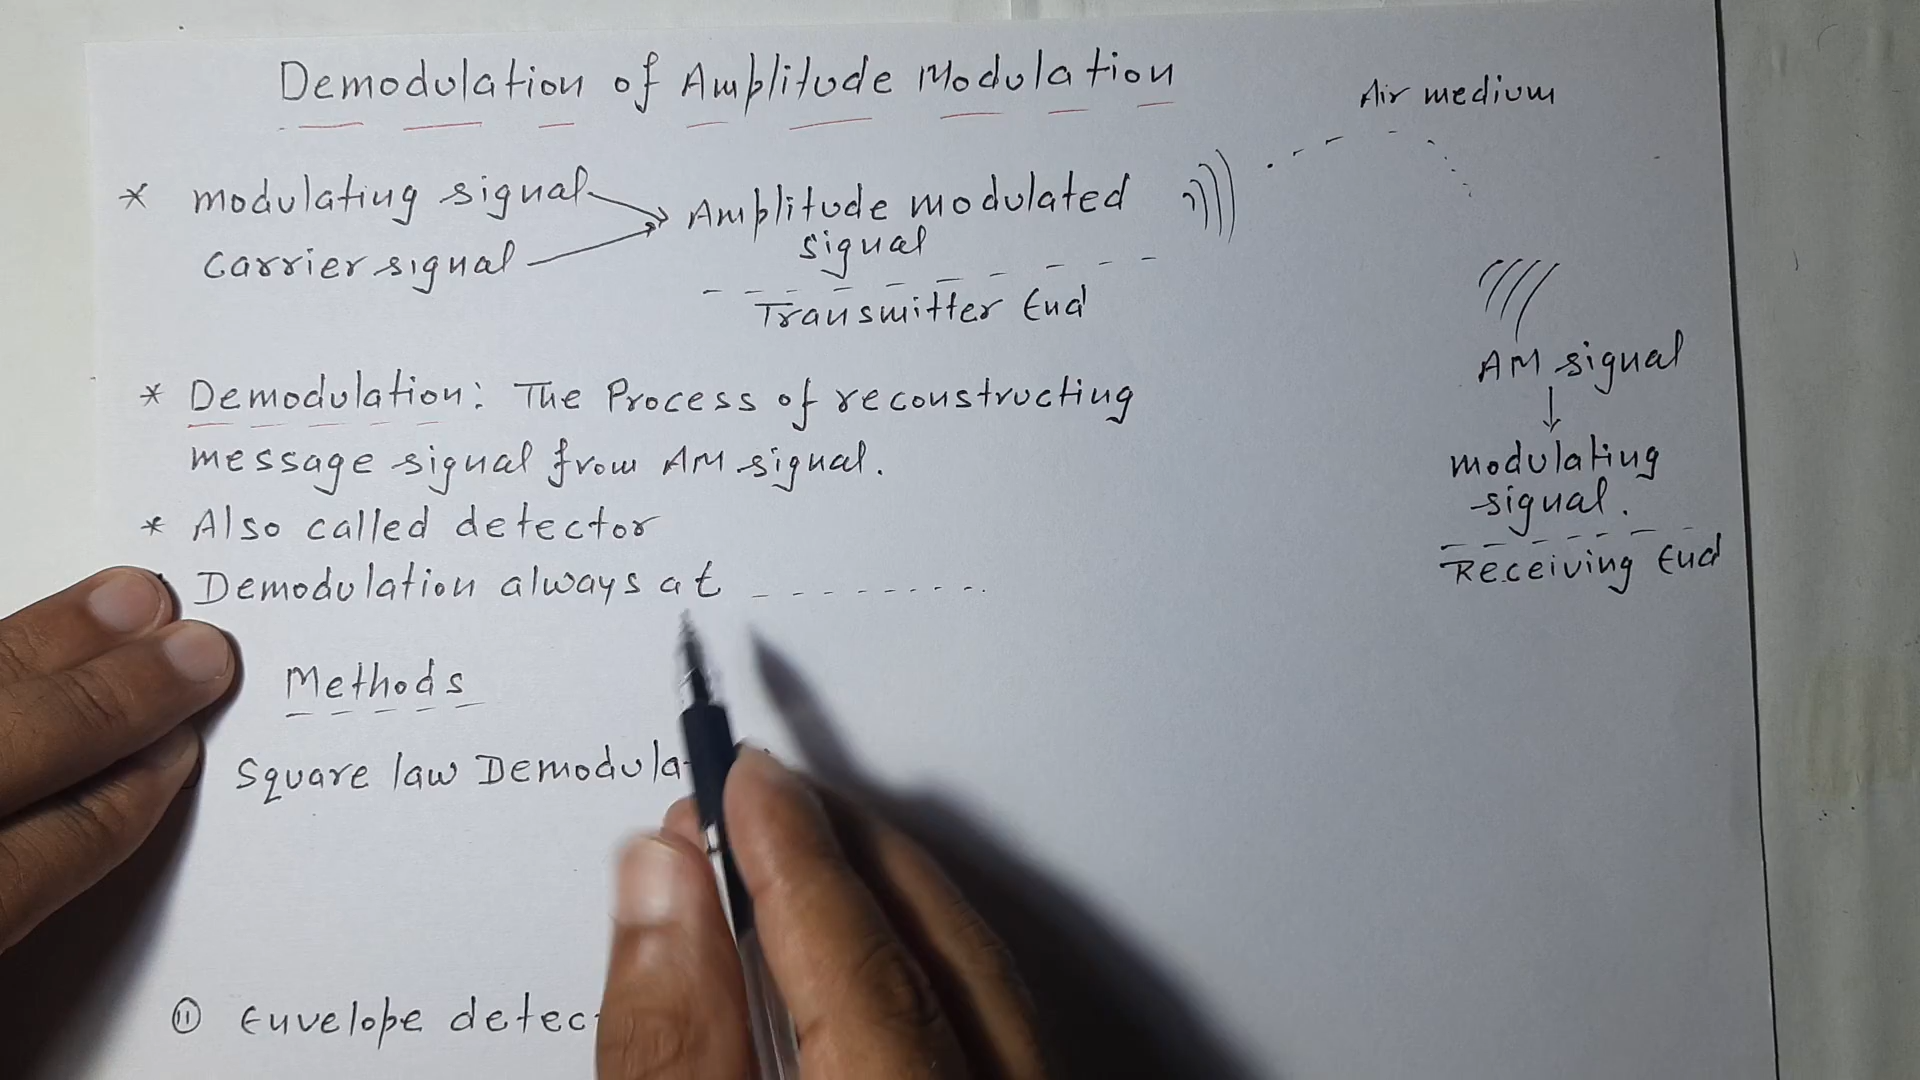 Demodulation of Amplitude Modulation
Air medium
* modulating signal
carrier signal
Amplitude modulated
signal
Transmitter End
AM signal
modulating
signal.
Receiving End
* Demodulation: The Process of reconstructing
message signal from AM signal.
* Also called detector
Demodulation always at ---------
Methods
Square law Demodula
(ii) Envelope detec